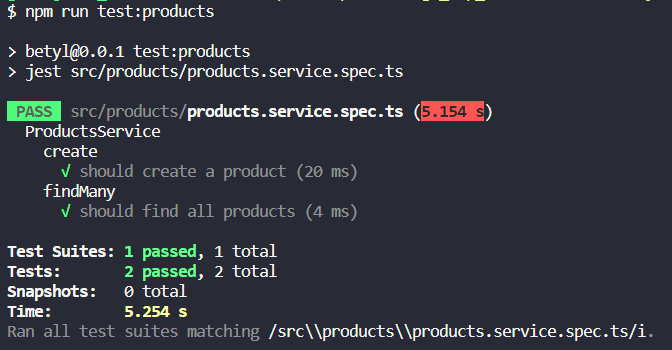 $ npm run test:products
> betyl@0.0.1 test:products
> jest src/products/products.service.spec.ts
PASS src/products/products.service.spec.ts (5.154 s)
ProductsService
create
√ should create a product (20 ms)
findMany
√ should find all products (4 ms)
Test Suites: 1 passed, 1 total
Tests: 2 passed, 2 total
Snapshots: 0 total
Time: 5.254 s
Ran all test suites matching /src\\products\\products.service.spec.ts/i.